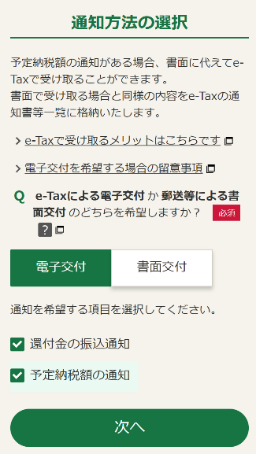 通知方法の選択
予定納税額の通知がある場合、書面に代えてe-
Taxで受け取ることができます。
書面で受け取る場合と同様の内容をe-Taxの通
知書等一覧に格納いたします。
e-Taxで受け取るメリットはこちらです
電子交付を希望する場合の留意事項
Q e-Taxによる電子交付 か 郵送等による書
面交付 のどちらを希望しますか？ 必須
?
電子交付 書面交付
通知を希望する項目を選択してください。
還付金の振込通知
予定納税額の通知
次へ